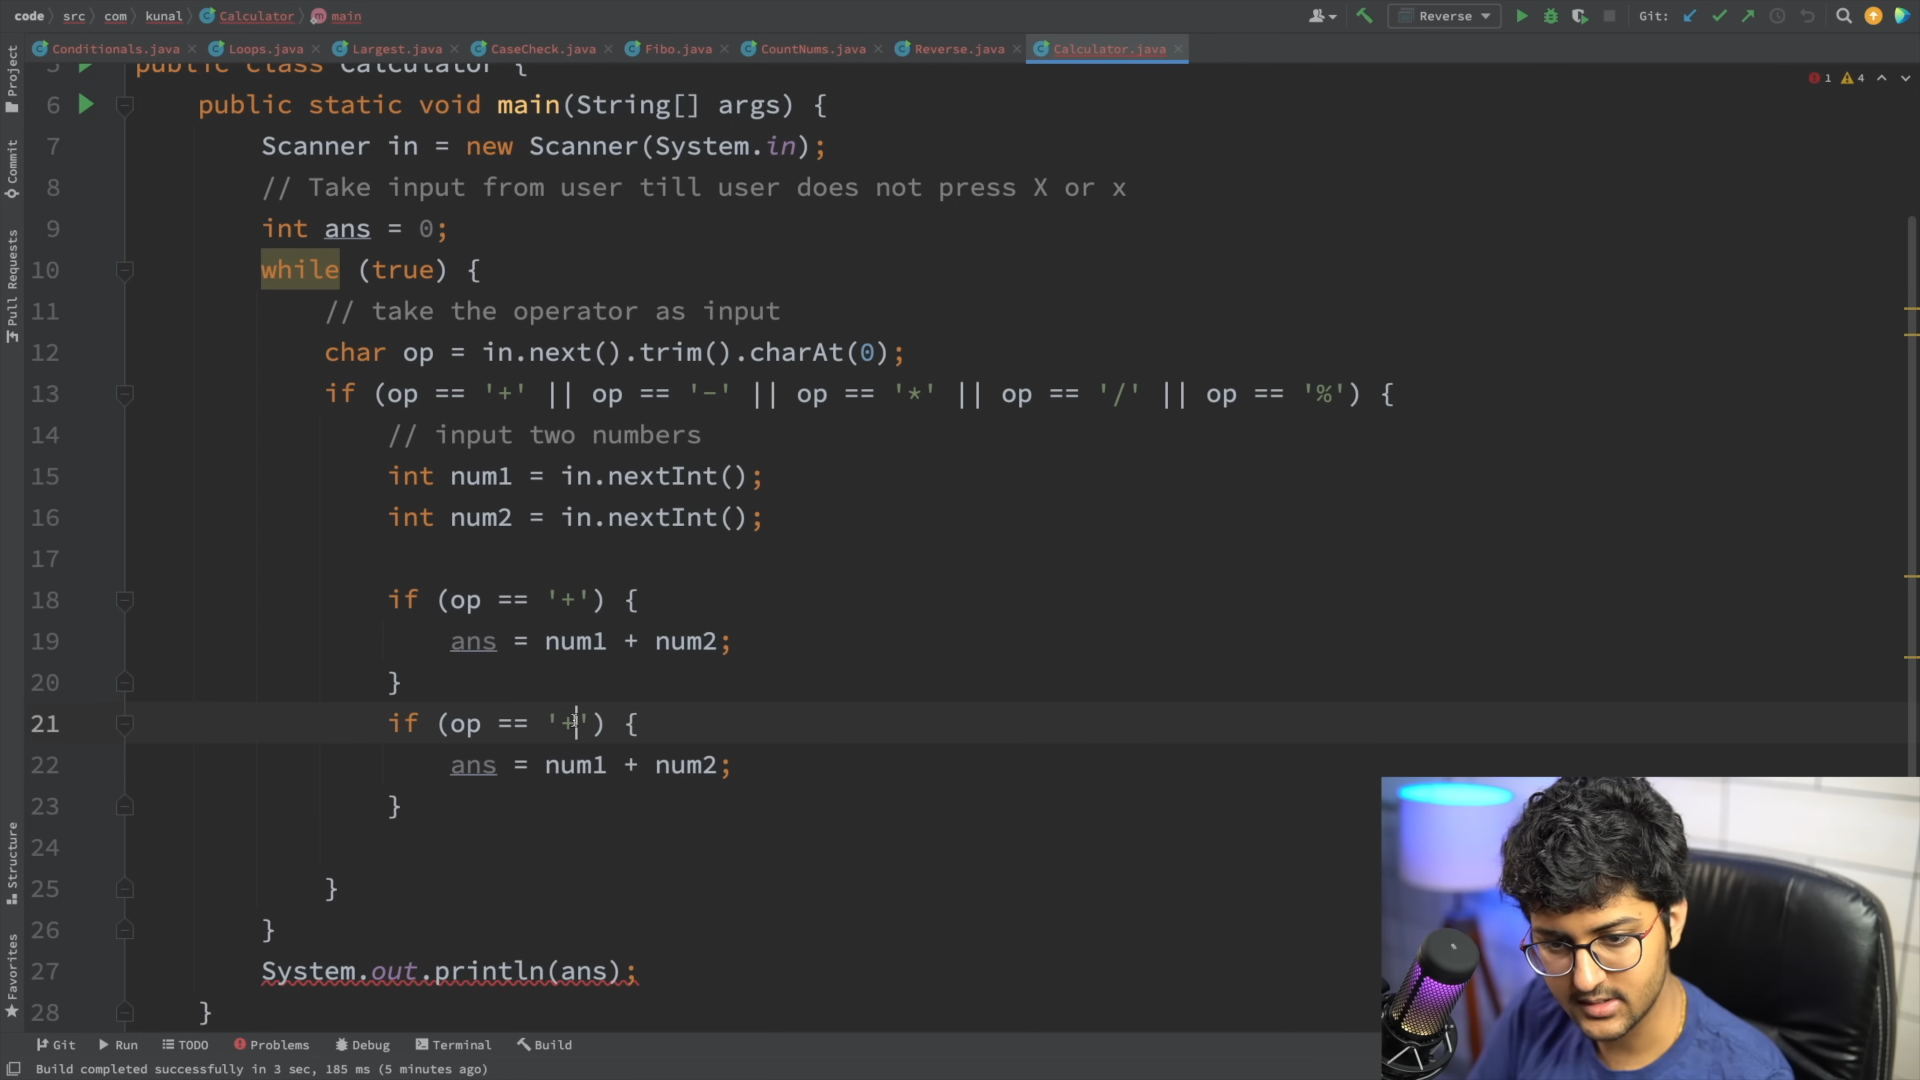 code src com kunal Calculator main
Reverse
Git:
Conditionals.java Loops.java Largest.java CaseCheck.java Fibo.java CountNums.java Reverse.java Calculator.java
1 4
5 public class Calculator {
6 public static void main(String[] args) {
7 Scanner in = new Scanner(System.in);
8 // Take input from user till user does not press X or x
9 int ans = 0;
10 while (true) {
11 // take the operator as input
12 char op = in.next().trim().charAt(0);
13 if (op == '+' || op == '-' || op == '*' || op == '/' || op == '%') {
14 // input two numbers
15 int num1 = in.nextInt();
16 int num2 = in.nextInt();
17
18 if (op == '+') {
19 ans = num1 + num2;
20 }
21 if (op == '+') {
22 ans = num1 + num2;
23 }
24
25 }
26 }
27 System.out.println(ans);
28 }
Project
Commit
Pull Requests
Structure
Favorites
Git Run TODO Problems Debug Terminal Build
Build completed successfully in 3 sec, 185 ms (5 minutes ago)